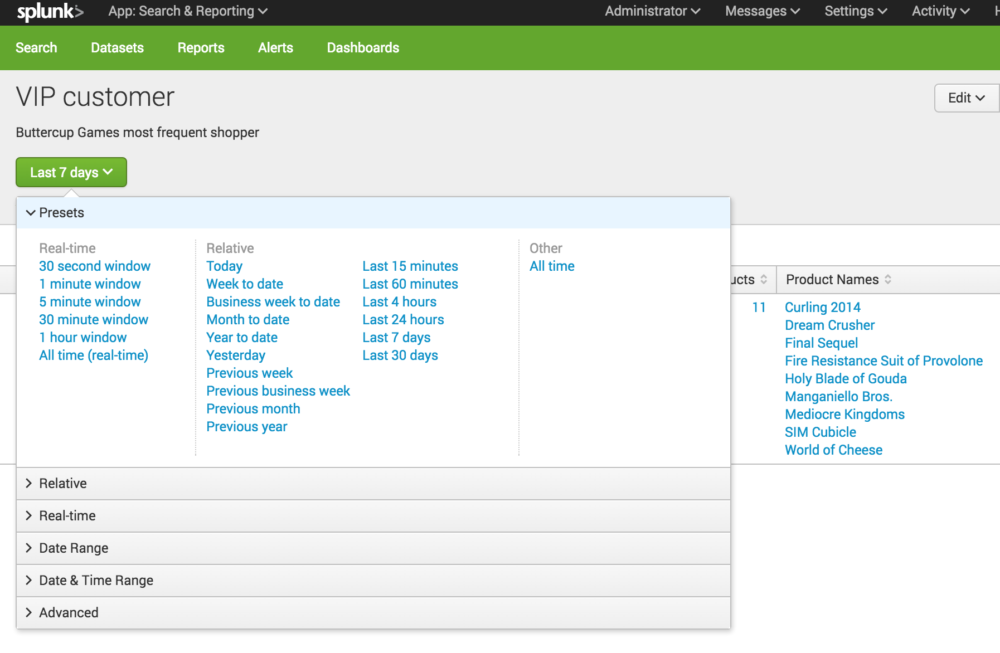 splunk> App: Search & Reporting Administrator Messages Settings Activity
Search Datasets Reports Alerts Dashboards
VIP customer
Edit
Buttercup Games most frequent shopper
Last 7 days
Presets
Real-time
30 second window
1 minute window
5 minute window
30 minute window
1 hour window
All time (real-time)
Relative
Today
Week to date
Business week to date
Month to date
Year to date
Yesterday
Previous week
Previous business week
Previous month
Previous year
Last 15 minutes
Last 60 minutes
Last 4 hours
Last 24 hours
Last 7 days
Last 30 days
Other
All time
Relative
Real-time
Date Range
Date & Time Range
Advanced
Product Names
11
Curling 2014
Dream Crusher
Final Sequel
Fire Resistance Suit of Provolone
Holy Blade of Gouda
Manganiello Bros.
Mediocre Kingdoms
SIM Cubicle
World of Cheese